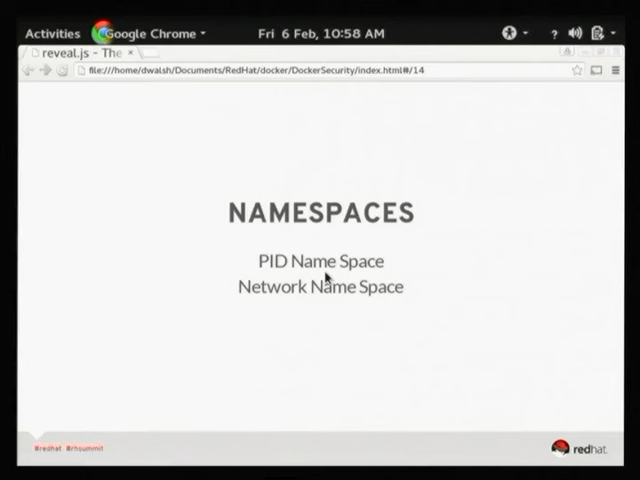 Activities Google Chrome Fri 6 Feb, 10:58 AM ?
reveal.js - The
file:///home/dwalsh/Documents/RedHat/docker/DockerSecurity/index.html#/14
NAMESPACES
PID Name Space
Network Name Space
#redhat #rhsummit
redhat.